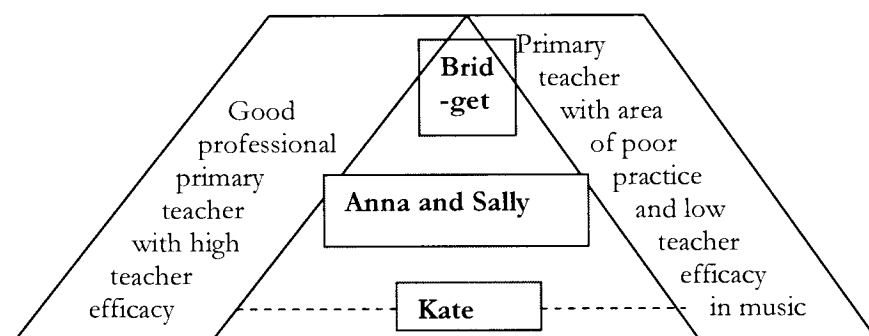 Brid
-get
Anna and Sally
Kate
Good
professional
primary
teacher
with high
teacher
efficacy
Primary
teacher
with area
of poor
practice
and low
teacher
efficacy
in music